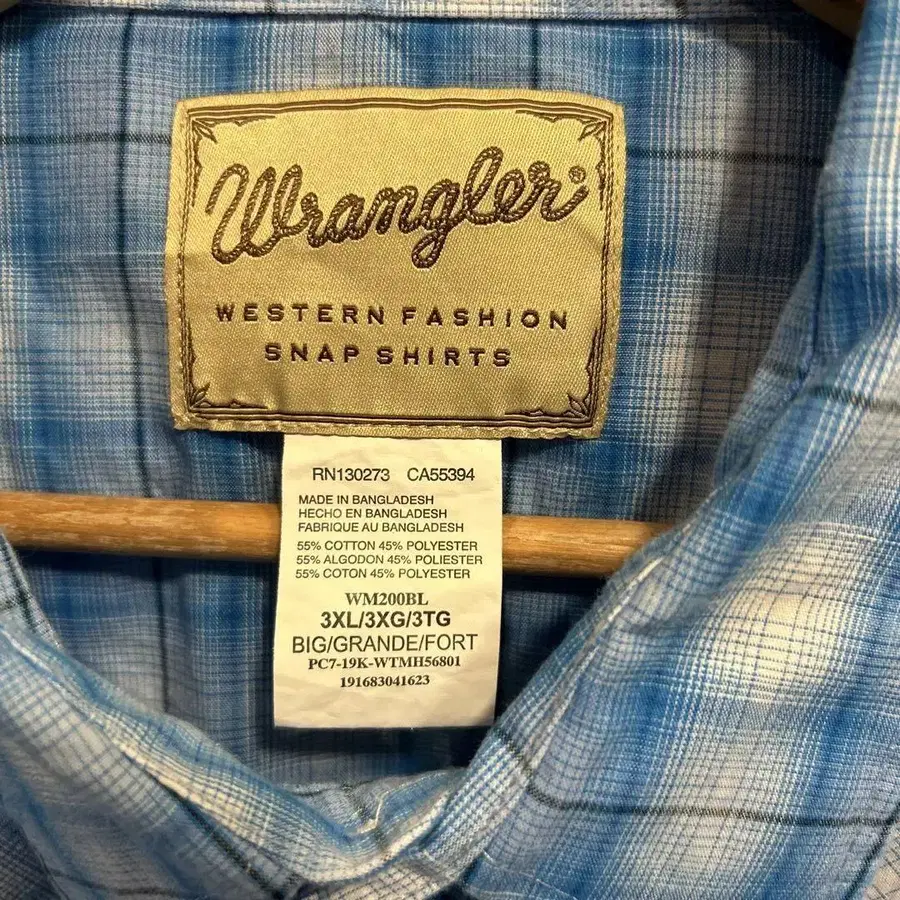 Wrangler®
WESTERN FASHION
SNAP SHIRTS
RN130273 CA55394
MADE IN BANGLADESH
HECHO EN BANGLADESH
FABRIQUE AU BANGLADESH
55% COTTON 45% POLYESTER
55% ALGODON 45% POLIESTER
55% COTON 45% POLYESTER
WM200BL
3XL/3XG/3TG
BIG/GRANDE/FORT
PC7-19K-WTMH56801
191683041623